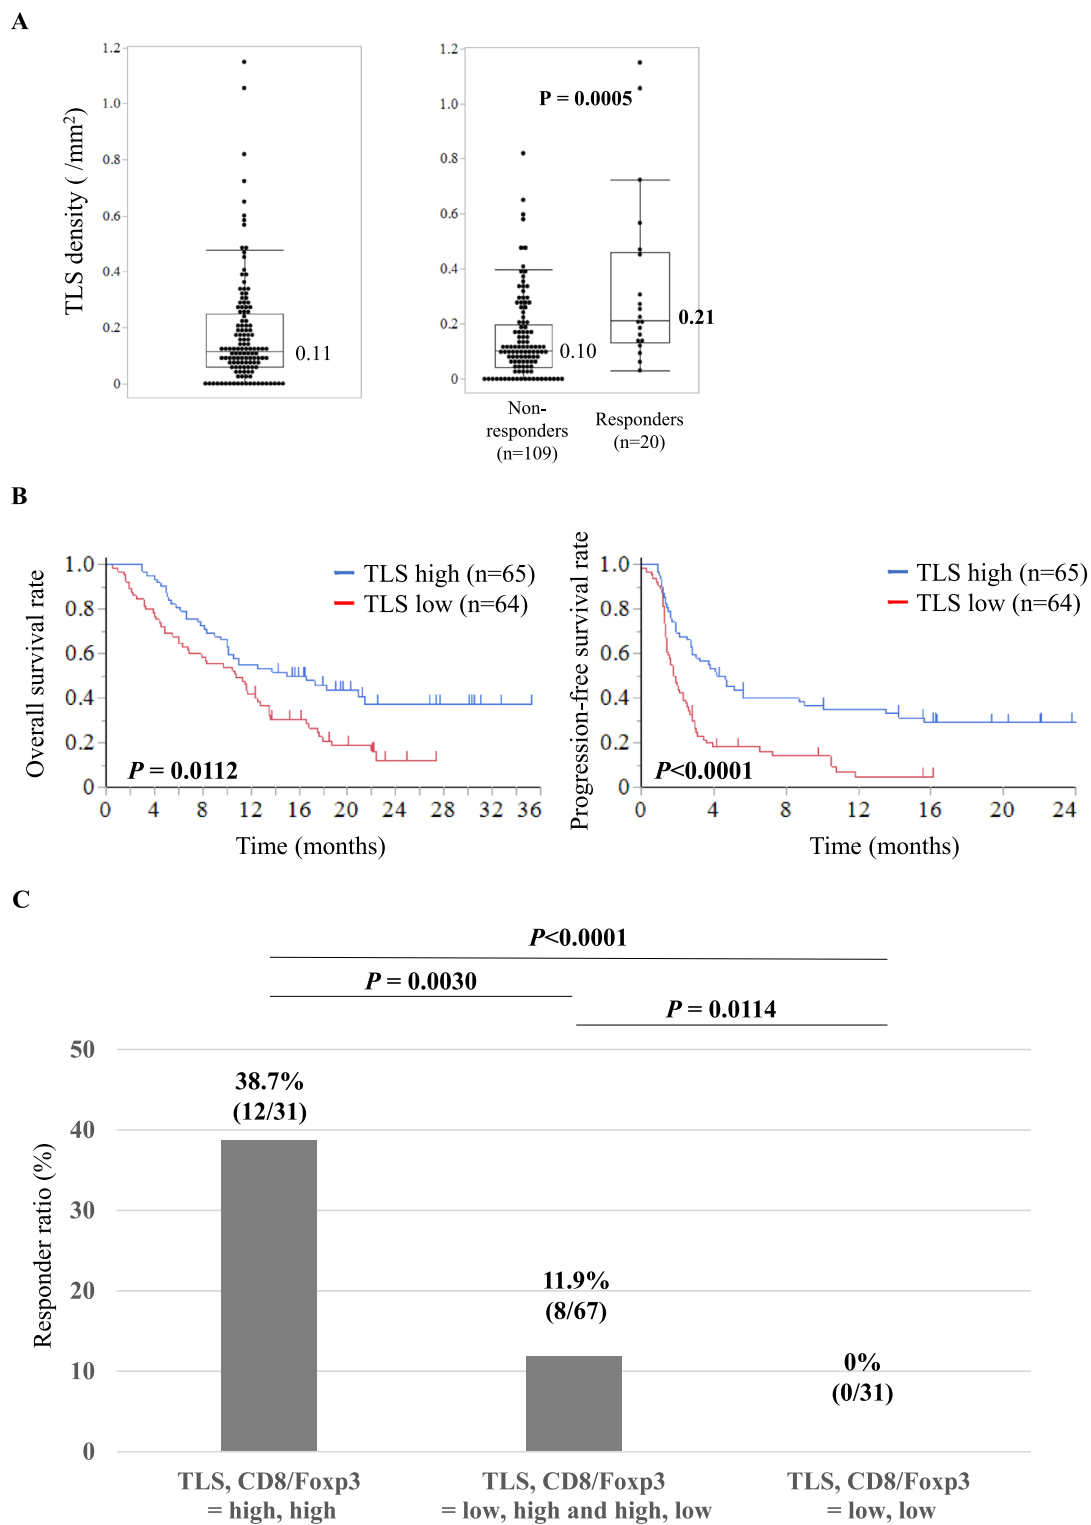 A
TLS density ( /mm²)
1.2
1.0
0.8
0.6
0.4
0.2
0
0.11
1.2
1.0
0.8
0.6
0.4
0.2
0
P = 0.0005
0.10
0.21
Non-
responders
(n=109)
Responders
(n=20)
B
Overall survival rate
1.0
0.8
0.6
0.4
0.2
0
TLS high (n=65)
TLS low (n=64)
P = 0.0112
0 4 8 12 16 20 24 28 32 36
Time (months)
Progression-free survival rate
1.0
0.8
0.6
0.4
0.2
0
TLS high (n=65)
TLS low (n=64)
P<0.0001
0 4 8 12 16 20 24
Time (months)
C
P<0.0001
P = 0.0030
P = 0.0114
Responder ratio (%)
50
40
30
20
10
0
38.7%
(12/31)
11.9%
(8/67)
0%
(0/31)
TLS, CD8/Foxp3
= high, high
TLS, CD8/Foxp3
= low, high and high, low
TLS, CD8/Foxp3
= low, low